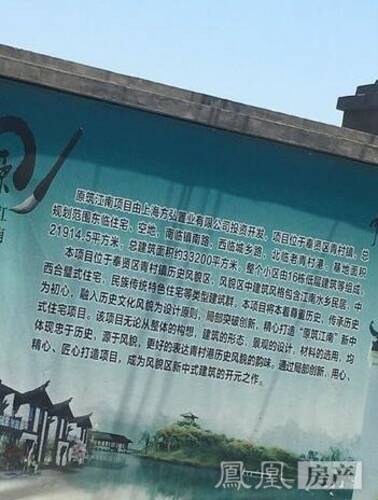 原
江
南
原筑江南项目由上海方弘置业有限公司投资开发，项目位于奉贤区青村镇，总
规划范围东临住宅、空地，南临镇南路，西临城乡路，北临老青村港，基地面积
21914.5平方米，总建筑面积约33200平方米，整个小区由16栋低层建筑等组成，
本项目位于奉贤区青村镇历史风貌区，风貌区中建筑风格包含江南水乡民居，中
西合壁式住宅，民族传统特色住宅等类型建筑群，本项目将本着尊重历史，传承历史
为初心，融入历史文化风貌为设计原则，局部突破创新，精心打造“原筑江南”新中
式住宅项目。该项目无论从整体的构想，建筑的形态，景观的设计，材料的选用，均
体现忠于历史，源于风貌，更好的表达青村港历史风貌的韵味。通过局部创新，用心、
精心、匠心打造项目，成为风貌区新中式建筑的开元之作。
鳳凰
房产